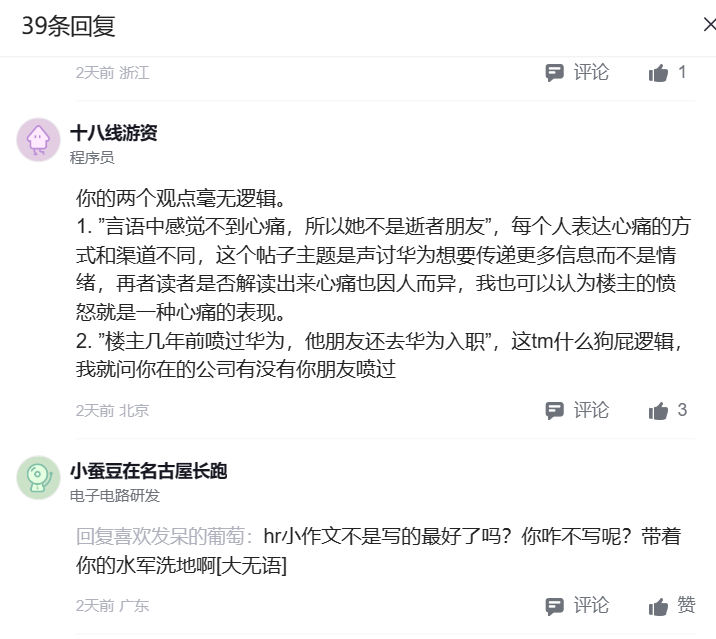 39条回复
2天前 浙江
评论
1
十八线游资
程序员
你的两个观点毫无逻辑。
1. ”言语中感觉不到心痛，所以她不是逝者朋友”，每个人表达心痛的方
式和渠道不同，这个帖子主题是声讨华为想要传递更多信息而不是情
绪，再者读者是否解读出来心痛也因人而异，我也可以认为楼主的愤
怒就是一种心痛的表现。
2. ”楼主几年前喷过华为，他朋友还去华为入职”，这tm什么狗屁逻辑，
我就问你在的公司有没有你朋友喷过
2天前 北京
评论
3
小蚕豆在名古屋长跑
电子电路研发
回复喜欢发呆的葡萄：hr小作文不是写的最好了吗？你咋不写呢？带着
你的水军洗地啊[大无语]
2天前 广东
评论
赞